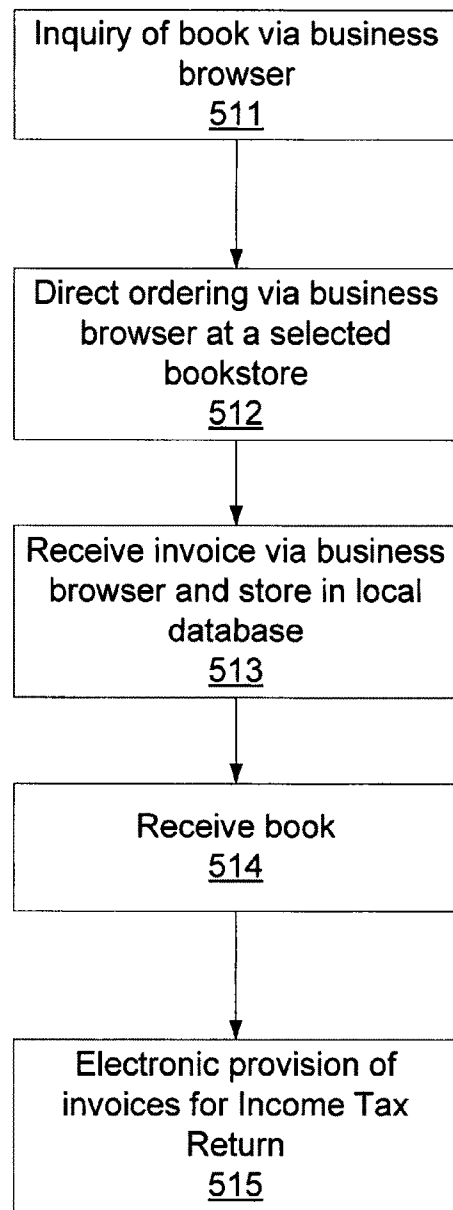 Inquiry of book via business
browser
511
Direct ordering via business
browser at a selected
bookstore
512
Receive invoice via business
browser and store in local
database
513
Receive book
514
Electronic provision of
invoices for Income Tax
Return
515